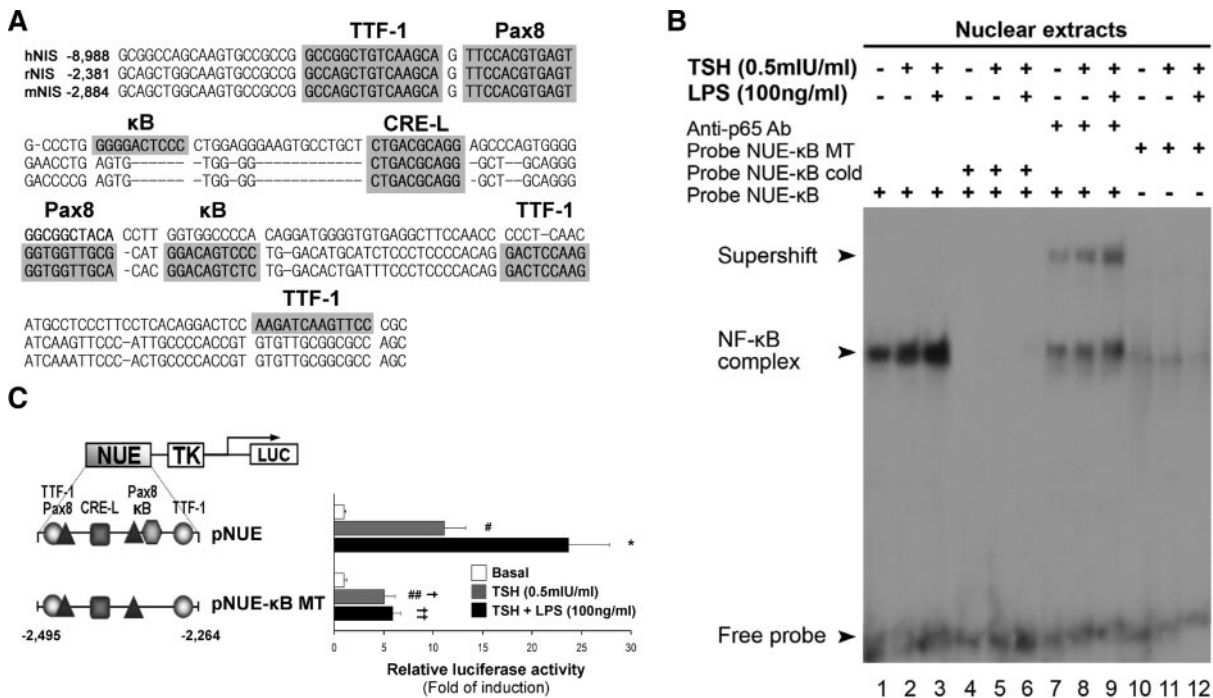 A
TTF-1 Pax8
hNIS -8,988 GCGGCCAGCAAGTGCCGCCG GCCGGCTGTCAAGCA G TTCCACGTGAGT
rNIS -2,381 GCAGCTGGCAAGTGCCGCCG GCCAGCTGTCAAGCA G TTCCACGTGAGT
mNIS -2,884 GCAGCTGGCAAGTGCCGCCG GCCAGCTGTCAAGCA G TTCCACGTGAGT
κB CRE-L
G-CCCTG GGGGACTCCC CTGGAGGGAAGTGCCTGCT CTGACGCAGG AGCCCAGTGGGG
GAACCTG AGTG------ -TGG-GG------------ CTGACGCAGG -GCT--GCAGGG
GACCCCG AGTG------ -TGG-GG------------ CTGACGCAGG -GCT--GCAGGG
Pax8 κB TTF-1
GGCGGCTACA CCTT GGTGGCCCCA CAGGATGGGGTGTGAGGCTTCCAACC CCCCT-CAAC
GGTGGTTGCG -CAT GGACAGTCCC TG-GACATGCATCTCCCTCCCCACAG GACTCCAAG
GGTGGTTGCA -CAC GGACAGTCTC TG-GACACTGATTTCCCTCCCCACAG GACTCCAAG
TTF-1
ATGCCTCCCTTCCTCACAGGACTCC AAGATCAAGTTCC CGC
ATCAAGTTCCC-ATTGCCCCACCGT GTGTTGCGGCGCC AGC
ATCAAATTCCC-ACTGCCCCACCGT GTGTTGCGGCGCC AGC
B
Nuclear extracts
TSH (0.5mIU/ml) - + + - + + - + + - + +
LPS (100ng/ml) - - + - - + - - + - - +
Anti-p65 Ab + + +
Probe NUE-κB MT + + +
Probe NUE-κB cold + + +
Probe NUE-κB + + + + + + + + + - - -
Supershift
NF-κB
complex
Free probe
1 2 3 4 5 6 7 8 9 10 11 12
C
NUE TK LUC
TTF-1 Pax8
Pax8 CRE-L κB TTF-1
pNUE
# 
*
pNUE-κB MT
## →
Basal
TSH (0.5mIU/ml)
TSH + LPS (100ng/ml)
-2,495 -2,264
0 5 10 15 20 25 30
Relative luciferase activity
(Fold of induction)